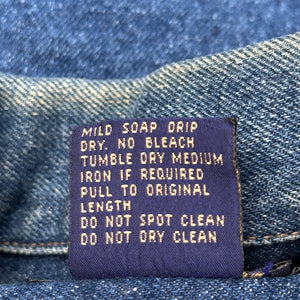 MILD SOAP DRIP
DRY. NO BLEACH
TUMBLE DRY MEDIUM
IRON IF REQUIRED
PULL TO ORIGINAL
LENGTH
DO NOT SPOT CLEAN
DO NOT DRY CLEAN